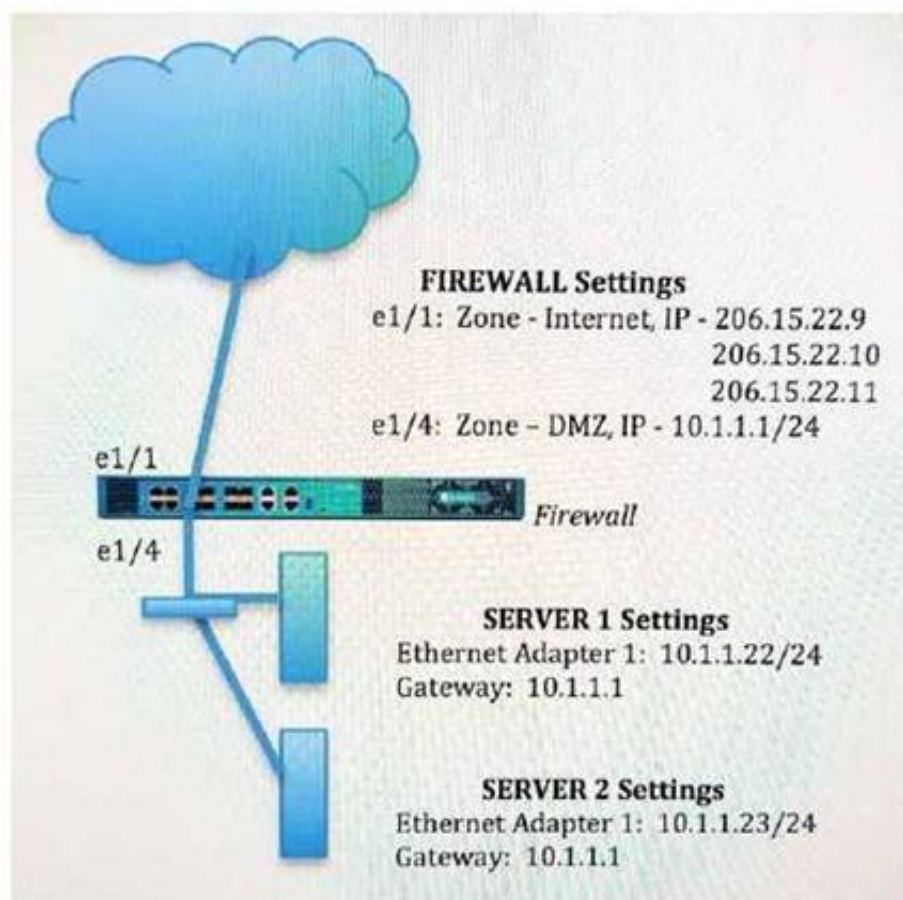 FIREWALL Settings
e1/1: Zone - Internet, IP - 206.15.22.9
206.15.22.10
206.15.22.11
e1/4: Zone – DMZ, IP - 10.1.1.1/24
e1/1
Firewall
e1/4
SERVER 1 Settings
Ethernet Adapter 1: 10.1.1.22/24
Gateway: 10.1.1.1
SERVER 2 Settings
Ethernet Adapter 1: 10.1.1.23/24
Gateway: 10.1.1.1